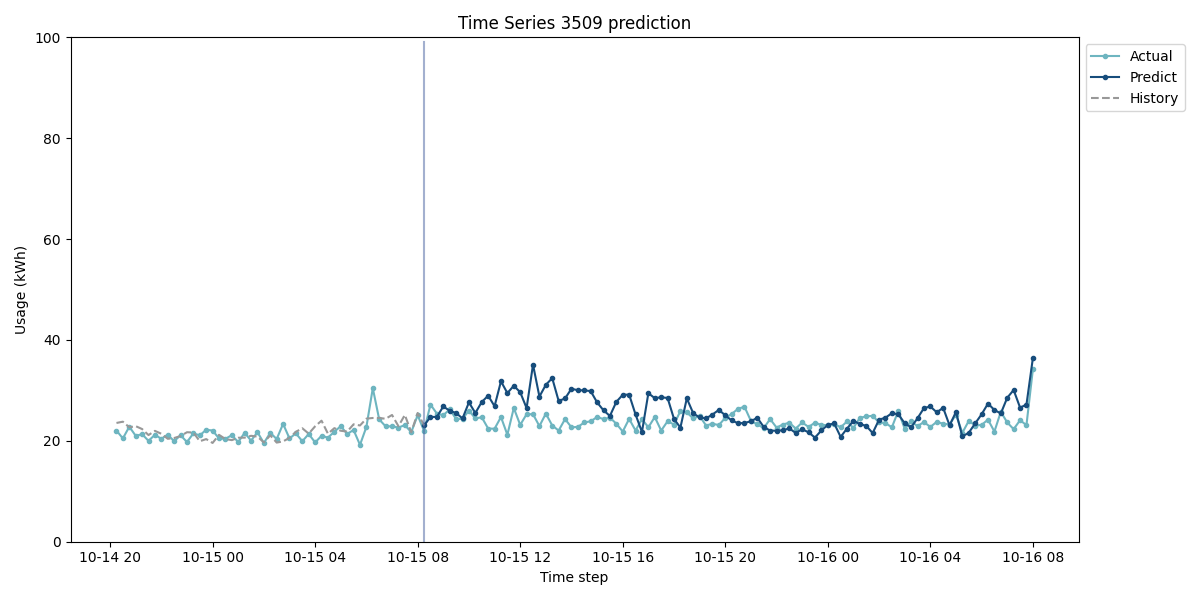 Time Series 3509 prediction
100
80
60
40
20
0
Usage (kWh)
10-14 20
10-15 00
10-15 04
10-15 08
10-15 12
10-15 16
10-15 20
10-16 00
10-16 04
10-16 08
Time step
Actual
Predict
History